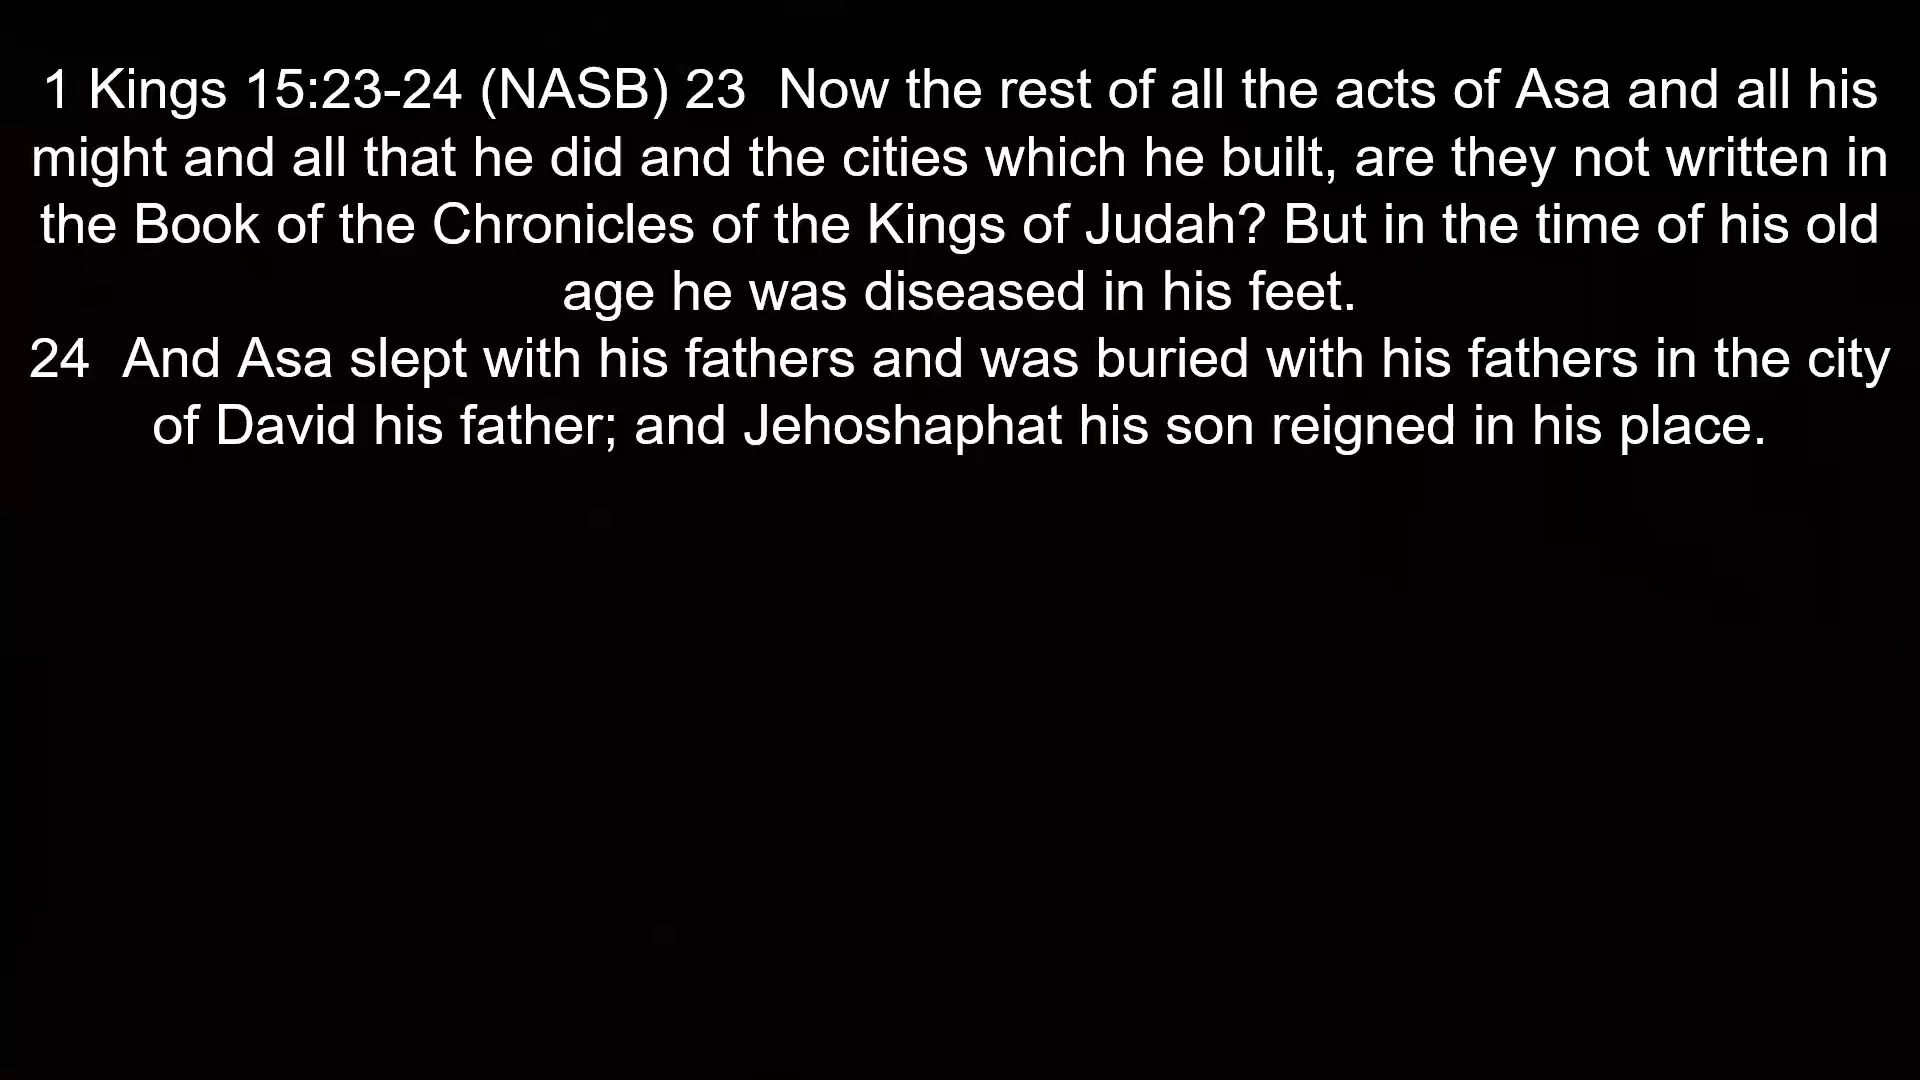 1 Kings 15:23-24 (NASB) 23  Now the rest of all the acts of Asa and all his
might and all that he did and the cities which he built, are they not written in
the Book of the Chronicles of the Kings of Judah? But in the time of his old
age he was diseased in his feet.
24  And Asa slept with his fathers and was buried with his fathers in the city
of David his father; and Jehoshaphat his son reigned in his place.